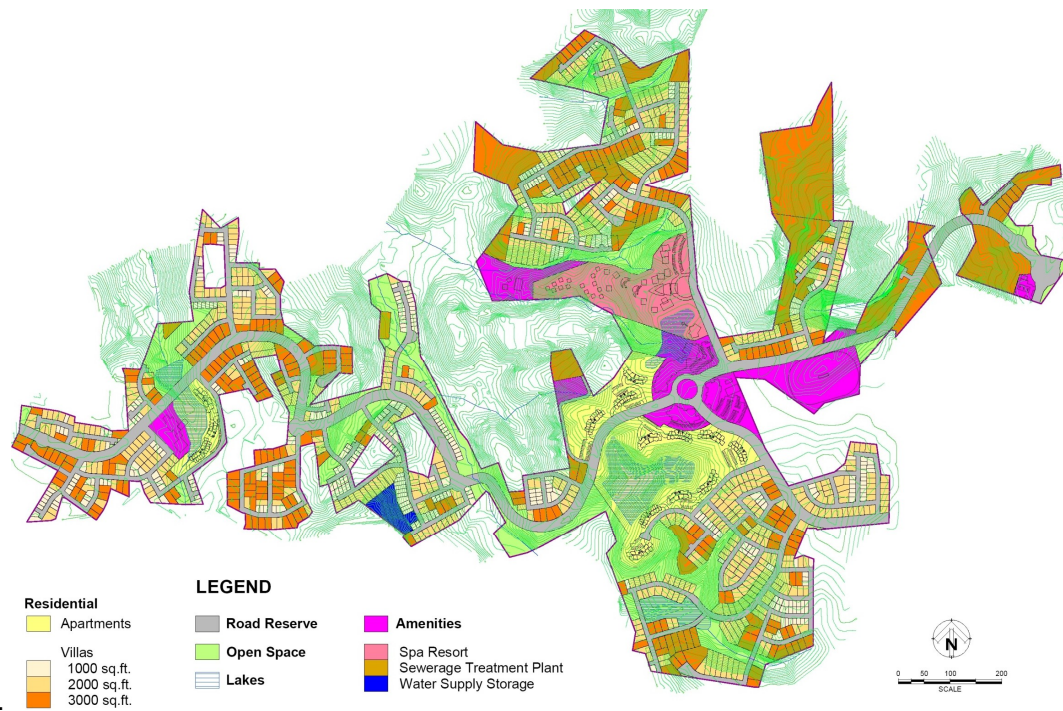 LEGEND
Residential
Apartments
Villas
1000 sq.ft.
2000 sq.ft.
3000 sq.ft.
Road Reserve
Open Space
Lakes
Amenities
Spa Resort
Sewerage Treatment Plant
Water Supply Storage
N
0 50 100 200
SCALE